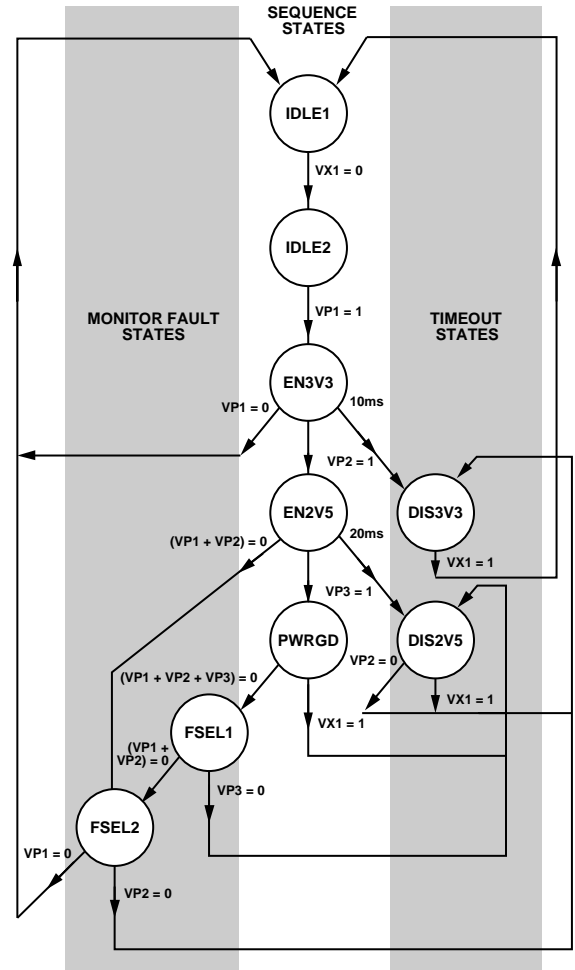 SEQUENCE
STATES
IDLE1
VX1 = 0
IDLE2
VP1 = 1
MONITOR FAULT
STATES
TIMEOUT
STATES
EN3V3
VP1 = 0
10ms
VP2 = 1
DIS3V3
VX1 = 1
EN2V5
(VP1 + VP2) = 0
20ms
VP3 = 1
DIS2V5
VP2 = 0
VX1 = 1
PWRGD
(VP1 + VP2 + VP3) = 0
VX1 = 1
FSEL1
(VP1 +
VP2) = 0
VP3 = 0
FSEL2
VP1 = 0
VP2 = 0